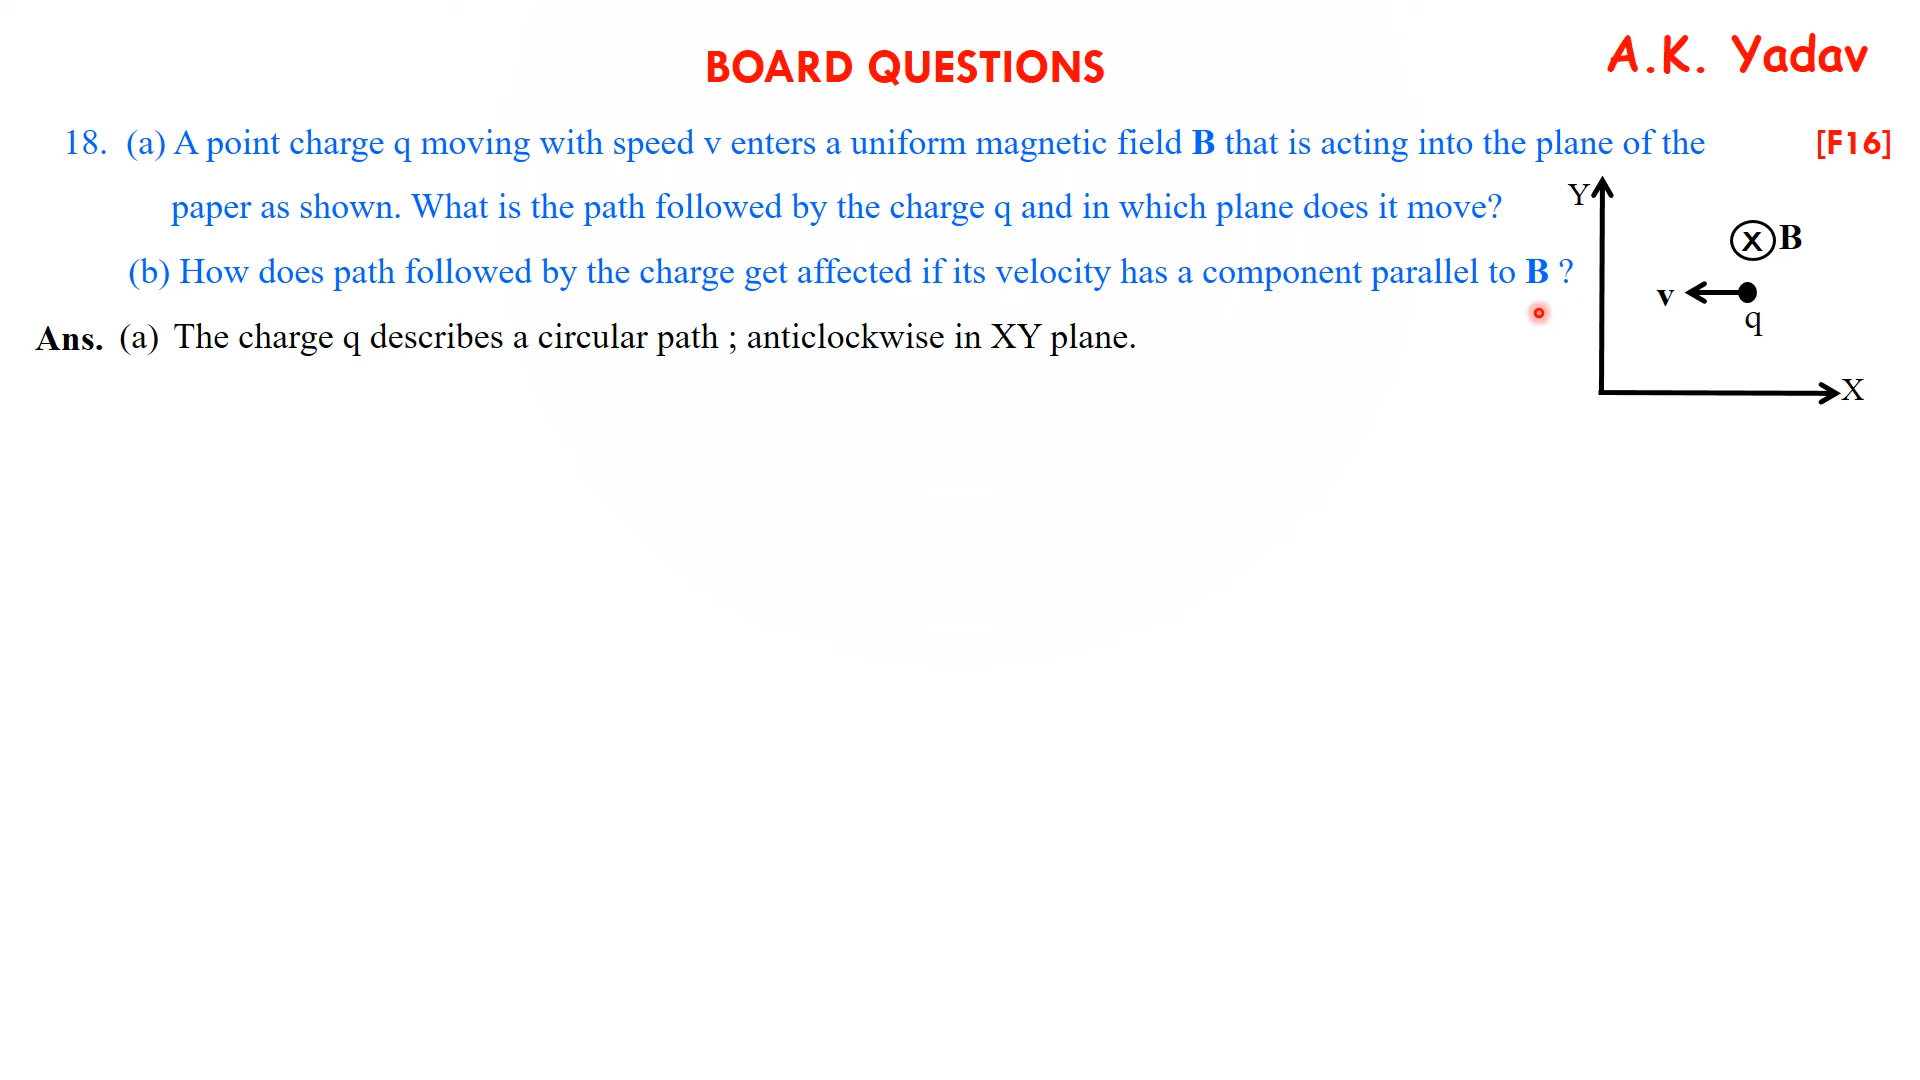 BOARD QUESTIONS
A.K. Yadav
18. (a) A point charge q moving with speed v enters a uniform magnetic field B that is acting into the plane of the [F16]
paper as shown. What is the path followed by the charge q and in which plane does it move?
(b) How does path followed by the charge get affected if its velocity has a component parallel to B ?
Ans. (a) The charge q describes a circular path ; anticlockwise in XY plane.
Y
X B
v
q
X